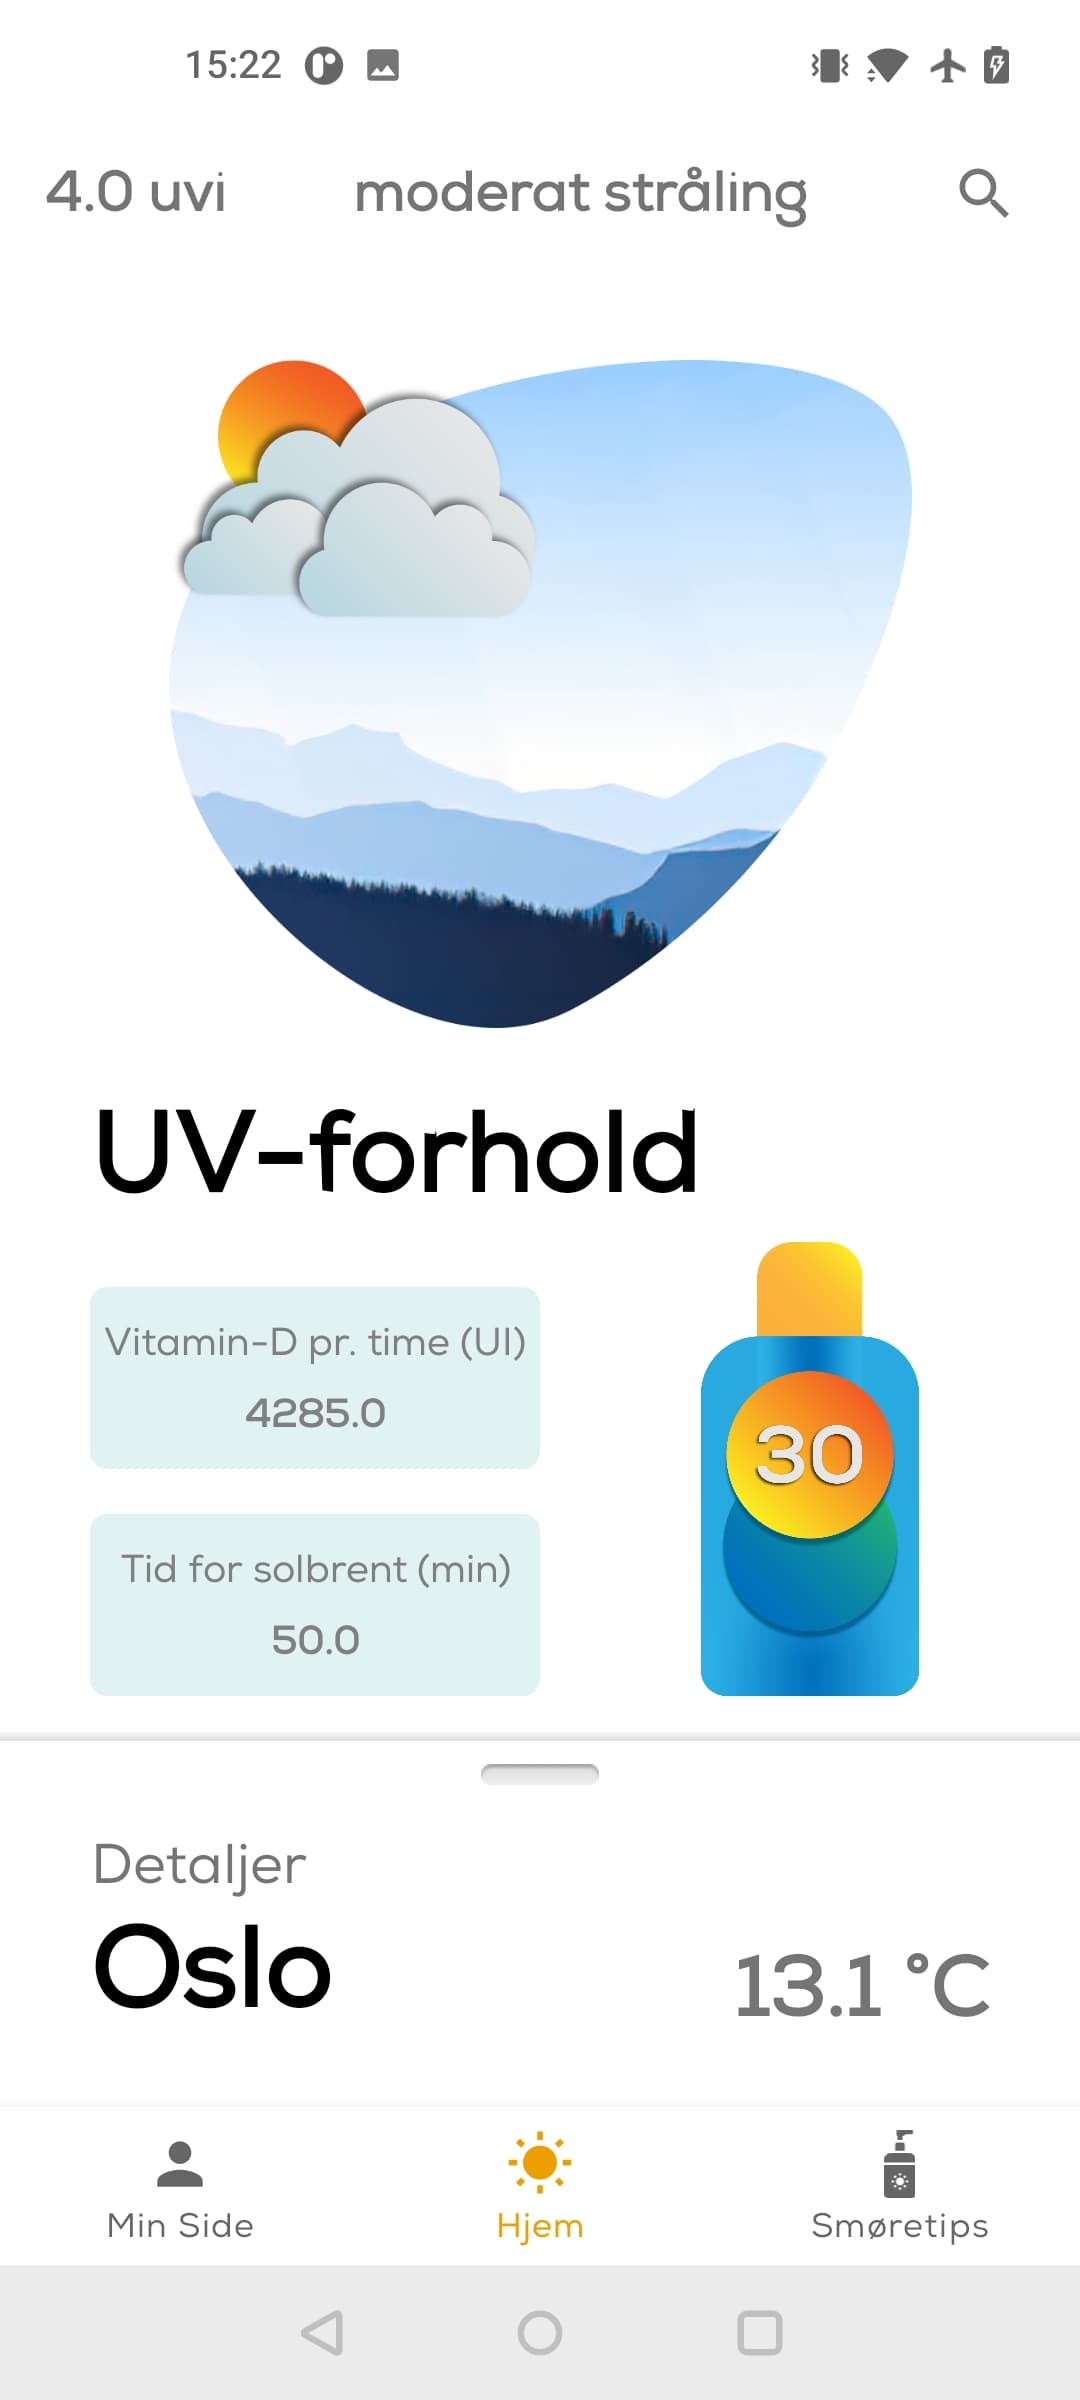 15:22
4.0 uvi moderat stråling
UV-forhold
Vitamin-D pr. time (UI)
4285.0
30
Tid for solbrent (min)
50.0
Detaljer
Oslo
13.1 °C
Min Side Hjem Smøretips